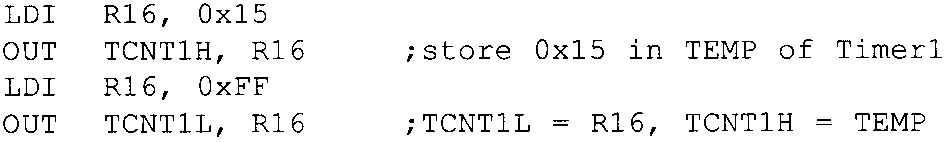 LDI R16, 0x15
OUT TCNT1H, R16 ;store 0x15 in TEMP of Timer1
LDI R16, 0xFF
OUT TCNT1L, R16 ;TCNT1L = R16, TCNT1H = TEMP